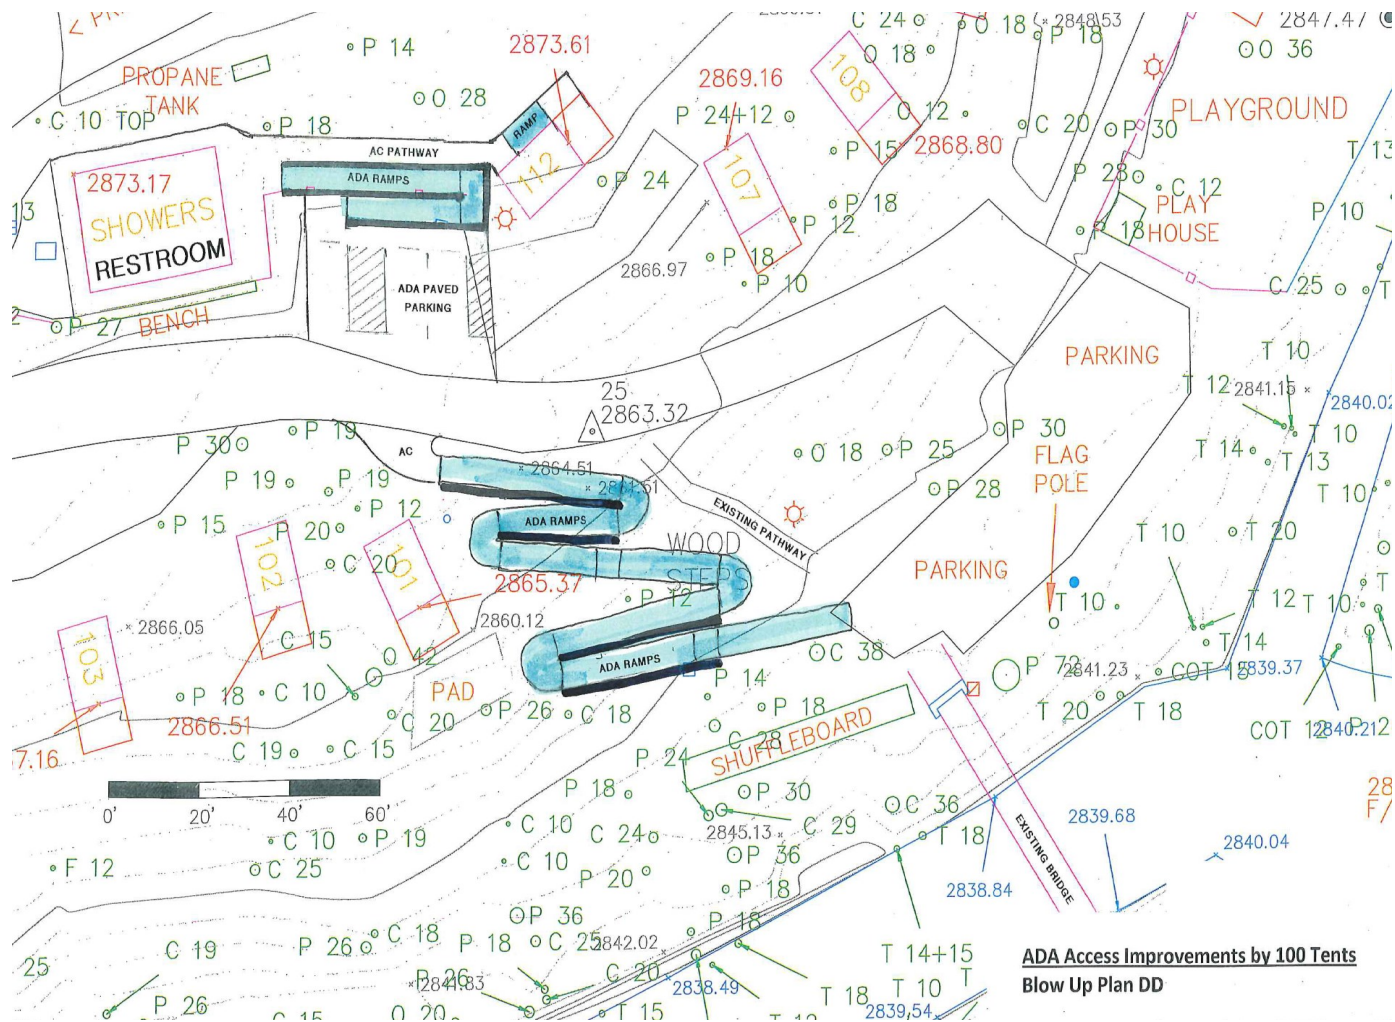 2848.53
C 24
O 18
P 18
2847.47
O 36
P 14
2873.61
O 18
PROPANE
TANK
2869.16
108
O 28
C 10 TOP
P 18
P 24+12
O 12
C 20
P 30
PLAYGROUND
RAMP
AC PATHWAY
P 15
2868.80
T 13
2873.17
ADA RAMPS
112
P 24
107
P 28
C 12
13
SHOWERS
RESTROOM
P 18
P 12
P 18
PLAY
HOUSE
P 10
2866.97
P 18
P 10
ADA PAVED
PARKING
C 25
T
P 27
BENCH
PARKING
T 10
25
2863.32
T 12
2841.15
2840.02
P 30
P 19
AC
P 30
T 10
O 18
P 25
FLAG
POLE
T 14
T 13
2864.51
2861.51
P 19
P 19
P 28
T 10
P 12
EXISTING PATHWAY
P 15
P 20
ADA RAMPS
T 10
T 20
WOOD
STEPS
102
101
C 20
PARKING
2865.37
P 12
T 10
T 12
T 10
T
2866.05
2860.12
103
C 15
O 42
ADA RAMPS
C 38
T 14
P 72
2841.23
COT 18
2839.37
PAD
P 14
P 18
C 10
P 18
T 20
T 18
2866.51
C 20
P 26
C 18
SHUFFLEBOARD
C 28
COT 12
2840.21
7.16
C 19
C 15
P 24
0'
20'
40'
60'
P 18
P 30
C 36
2839.68
C 10
P 19
C 10
C 24
2845.13
C 29
T 18
2840.04
F 12
C 25
C 10
P 36
EXISTING BRIDGE
P 20
P 18
2838.84
P 36
P 18
C 19
P 26
C 18
P 18
C 25
2842.02
T 14+15
ADA Access Improvements by 100 Tents
25
C 20
T 10
T
Blow Up Plan DD
P 26
2841.83
2838.49
T 18
P 26
C 15
O 20
T 15
2839.54